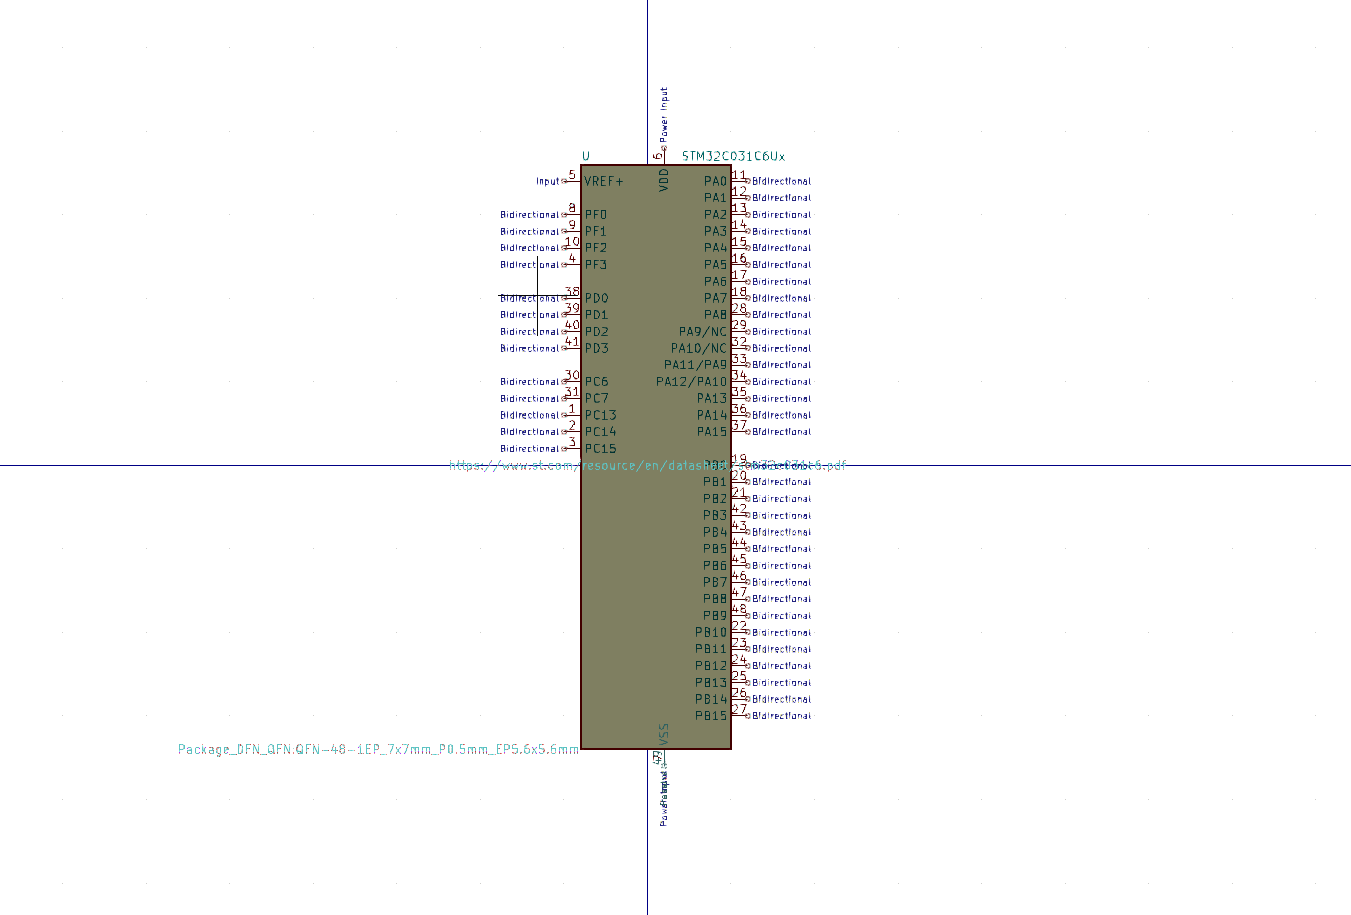 Power Input
6
U STM32C031C6Ux
VDD
Input 5 VREF+ PA0 11 Bidirectional
PA1 12 Bidirectional
Bidirectional 8 PF0 PA2 13 Bidirectional
Bidirectional 9 PF1 PA3 14 Bidirectional
Bidirectional 10 PF2 PA4 15 Bidirectional
Bidirectional 4 PF3 PA5 16 Bidirectional
PA6 17 Bidirectional
Bidirectional 38 PD0 PA7 18 Bidirectional
Bidirectional 39 PD1 PA8 28 Bidirectional
Bidirectional 40 PD2 PA9/NC 29 Bidirectional
Bidirectional 41 PD3 PA10/NC 32 Bidirectional
PA11/PA9 33 Bidirectional
Bidirectional 30 PC6 PA12/PA10 34 Bidirectional
Bidirectional 31 PC7 PA13 35 Bidirectional
Bidirectional 1 PC13 PA14 36 Bidirectional
Bidirectional 2 PC14 PA15 37 Bidirectional
Bidirectional 3 PC15
https://www.st.com/resource/en/datasheet/stm32c031c6.pdf
19 Bidirectional
PB1 20 Bidirectional
PB2 21 Bidirectional
PB3 42 Bidirectional
PB4 43 Bidirectional
PB5 44 Bidirectional
PB6 45 Bidirectional
PB7 46 Bidirectional
PB8 47 Bidirectional
PB9 48 Bidirectional
PB10 22 Bidirectional
PB11 23 Bidirectional
PB12 24 Bidirectional
PB13 25 Bidirectional
PB14 26 Bidirectional
PB15 27 Bidirectional
VSS
Package_DFN_QFN:QFN-48-1EP_7x7mm_P0.5mm_EP5.6x5.6mm